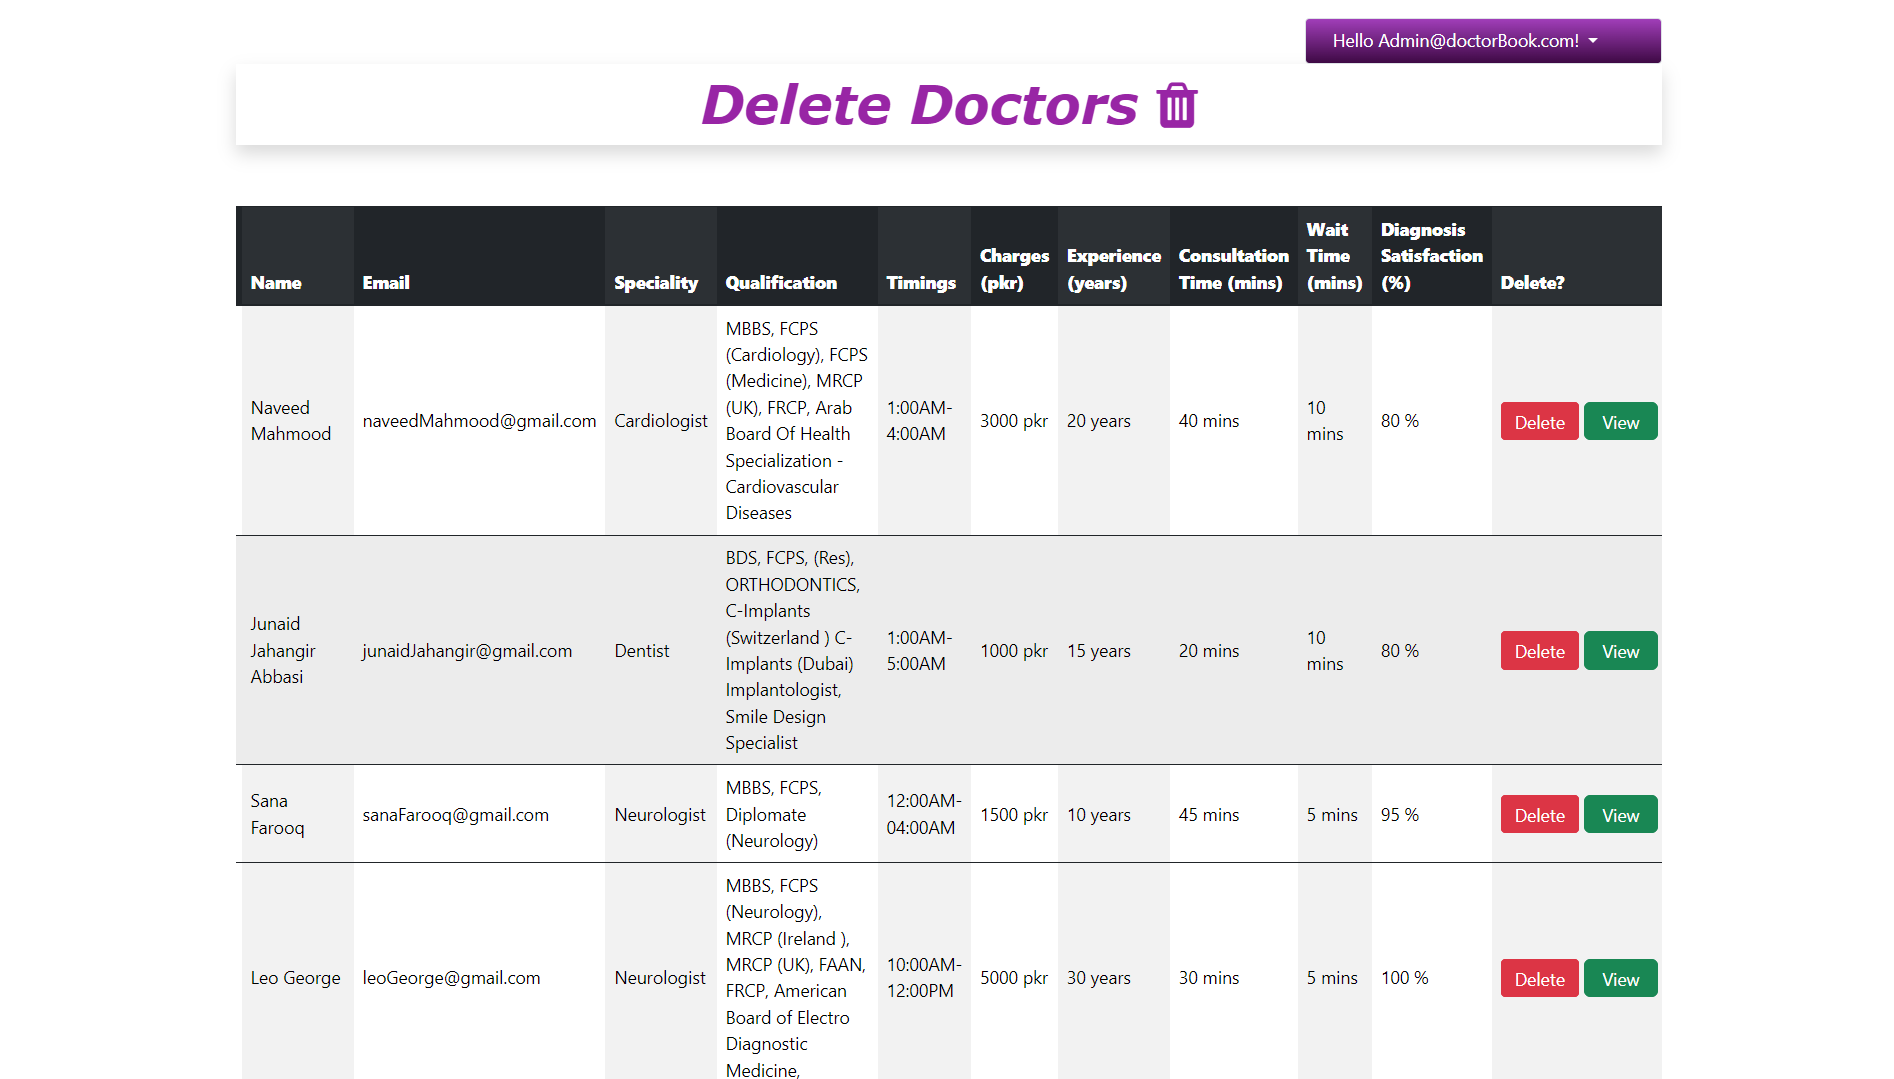 Hello Admin@doctorBook.com!
Delete Doctors
Name Email Speciality Qualification Timings Charges (pkr) Experience (years) Consultation Time (mins) Wait Time (mins) Diagnosis Satisfaction (%) Delete?
Naveed
Mahmood
naveedMahmood@gmail.com
Cardiologist
MBBS, FCPS
(Cardiology), FCPS
(Medicine), MRCP
(UK), FRCP, Arab
Board Of Health
Specialization -
Cardiovascular
Diseases
1:00AM-
4:00AM
3000 pkr
20 years
40 mins
10
mins
80 %
Delete View
Junaid
Jahangir
Abbasi
junaidJahangir@gmail.com
Dentist
BDS, FCPS, (Res),
ORTHODONTICS,
C-Implants
(Switzerland ) C-
Implants (Dubai)
Implantologist,
Smile Design
Specialist
1:00AM-
5:00AM
1000 pkr
15 years
20 mins
10
mins
80 %
Delete View
Sana
Farooq
sanaFarooq@gmail.com
Neurologist
MBBS, FCPS,
Diplomate
(Neurology)
12:00AM-
04:00AM
1500 pkr
10 years
45 mins
5 mins
95 %
Delete View
Leo George
leoGeorge@gmail.com
Neurologist
MBBS, FCPS
(Neurology),
MRCP (Ireland ),
MRCP (UK), FAAN,
FRCP, American
Board of Electro
Diagnostic
Medicine,
10:00AM-
12:00PM
5000 pkr
30 years
30 mins
5 mins
100 %
Delete View